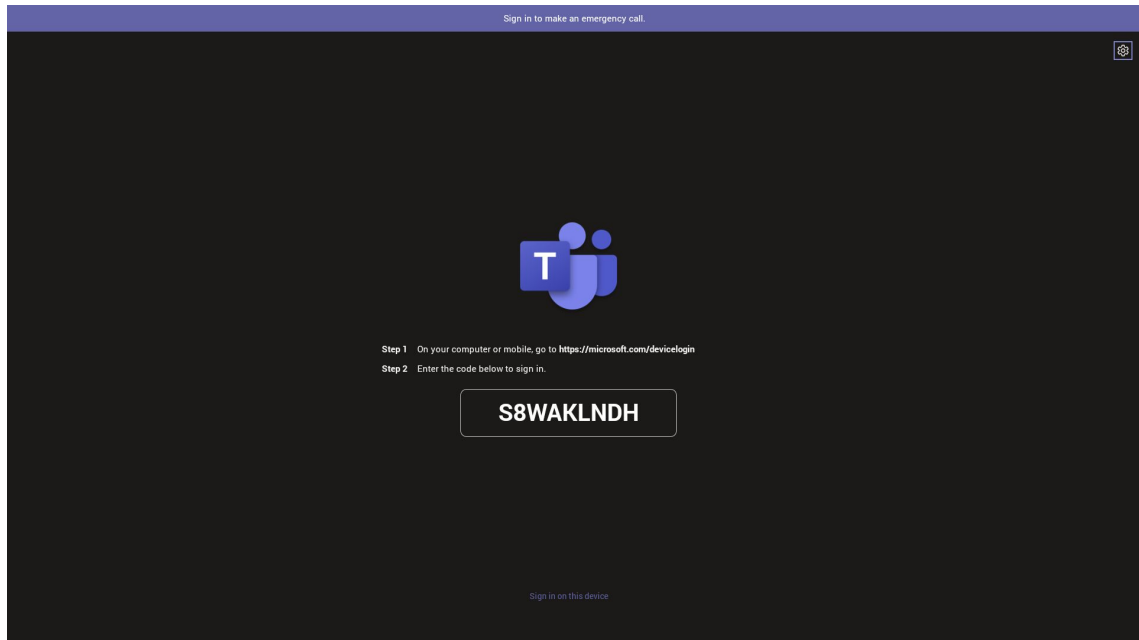 Sign in to make an emergency call.
T
Step 1 On your computer or mobile, go to https://microsoft.com/devicelogin
Step 2 Enter the code below to sign in.
S8WAKLNDH
Sign in on this device